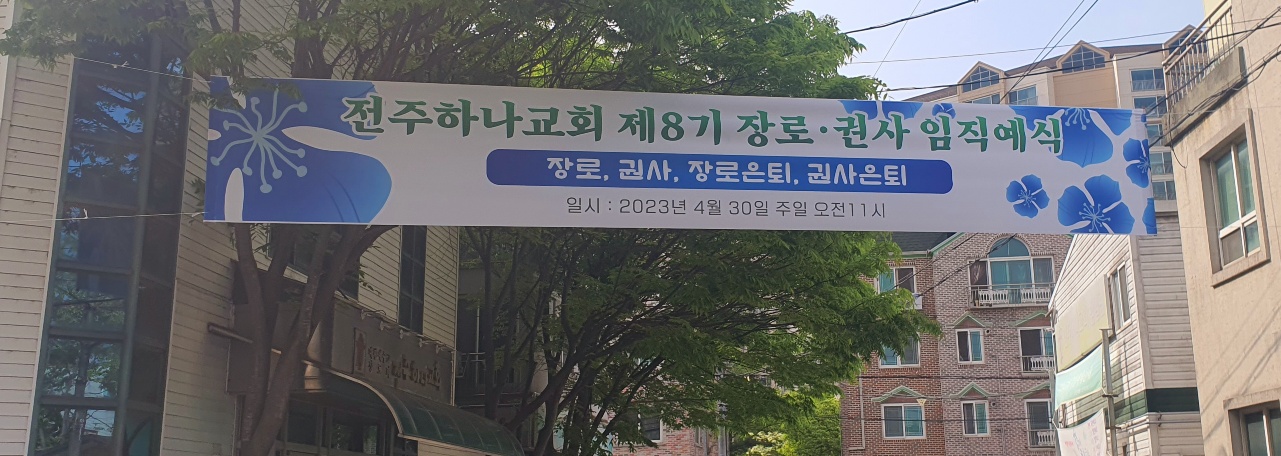 전주하나교회 제8기 장로·권사 임직예식
장로, 권사, 장로은퇴, 권사은퇴
일시 : 2023년 4월 30일 주일 오전11시